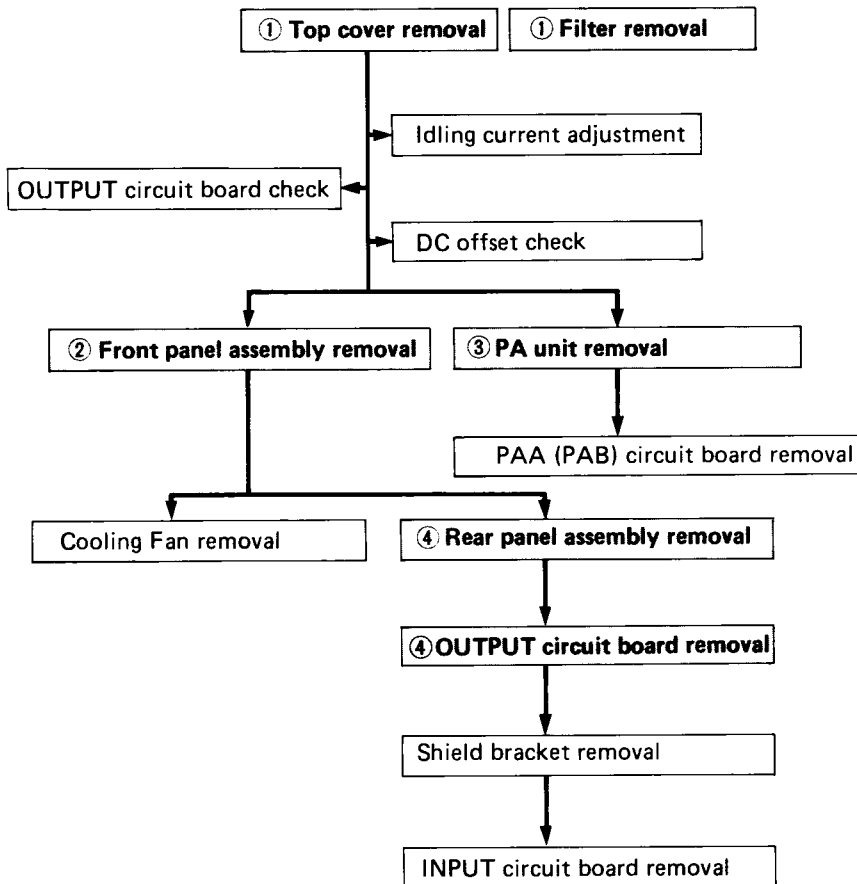 ① Top cover removal
① Filter removal
Idling current adjustment
OUTPUT circuit board check
DC offset check
② Front panel assembly removal
③ PA unit removal
PAA (PAB) circuit board removal
Cooling Fan removal
④ Rear panel assembly removal
④ OUTPUT circuit board removal
Shield bracket removal
INPUT circuit board removal